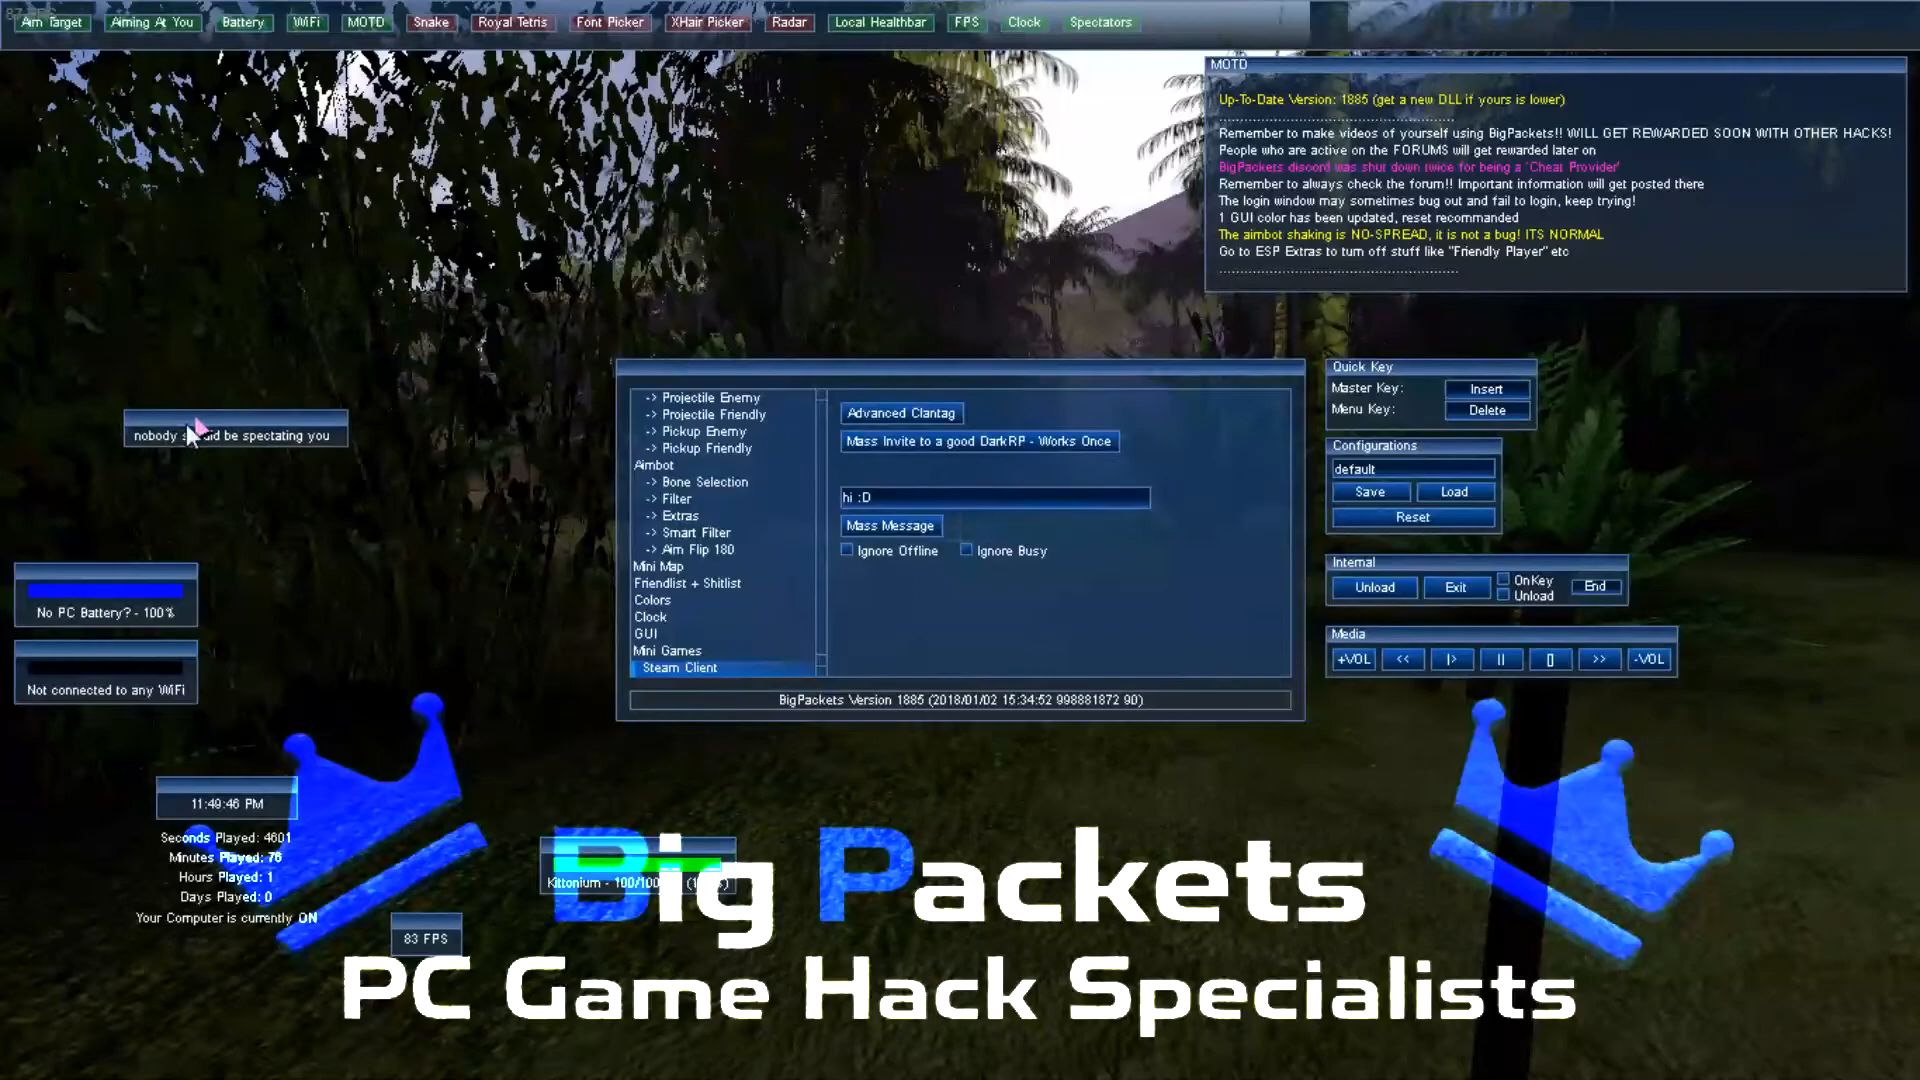 Aim Target Aiming At You Battery WiFi MOTD Snake Royal Tetris Font Picker XHair Picker Radar Local Healthbar FPS Clock Spectators
MOTD
Up-To-Date Version: 1885 (get a new DLL if yours is lower)
Remember to make videos of yourself using BigPackets!! WILL GET REWARDED SOON WITH OTHER HACKS!
People who are active on the FORUMS will get rewarded later on
BigPackets discord was shut down twice for being a 'Cheat Provider'
Remember to always check the forum!! Important information will get posted there
The login window may sometimes bug out and fail to login, keep trying!
1 GUI color has been updated, reset recommanded
The aimbot shaking is NO-SPREAD, it is not a bug! ITS NORMAL
Go to ESP Extras to turn off stuff like "Friendly Player" etc
nobody be spectating you
-> Projectile Enemy
-> Projectile Friendly
-> Pickup Enemy
-> Pickup Friendly
Aimbot
-> Bone Selection
-> Filter
-> Extras
-> Smart Filter
-> Aim Flip 180
Mini Map
Friendlist + Shitlist
Colors
Clock
GUI
Mini Games
Steam Client
Advanced Clantag
Mass Invite to a good DarkRP - Works Once
hi :D
Mass Message
Ignore Offline Ignore Busy
BigPackets Version 1885 (2018/01/02 15:34:52 998881872 90)
Quick Key
Master Key: Insert
Menu Key: Delete
Configurations
default
Save Load
Reset
Internal
Unload Exit OnKey Unload End
Media
+VOL << |> || [] >> -VOL
No PC Battery? - 100%
Not connected to any WiFi
11:49:46 PM
Seconds Played: 4601
Minutes Played: 76
Hours Played: 1
Days Played: 0
Your Computer is currently ON
83 FPS
Kittonium - 100/100
Big Packets
PC Game Hack Specialists